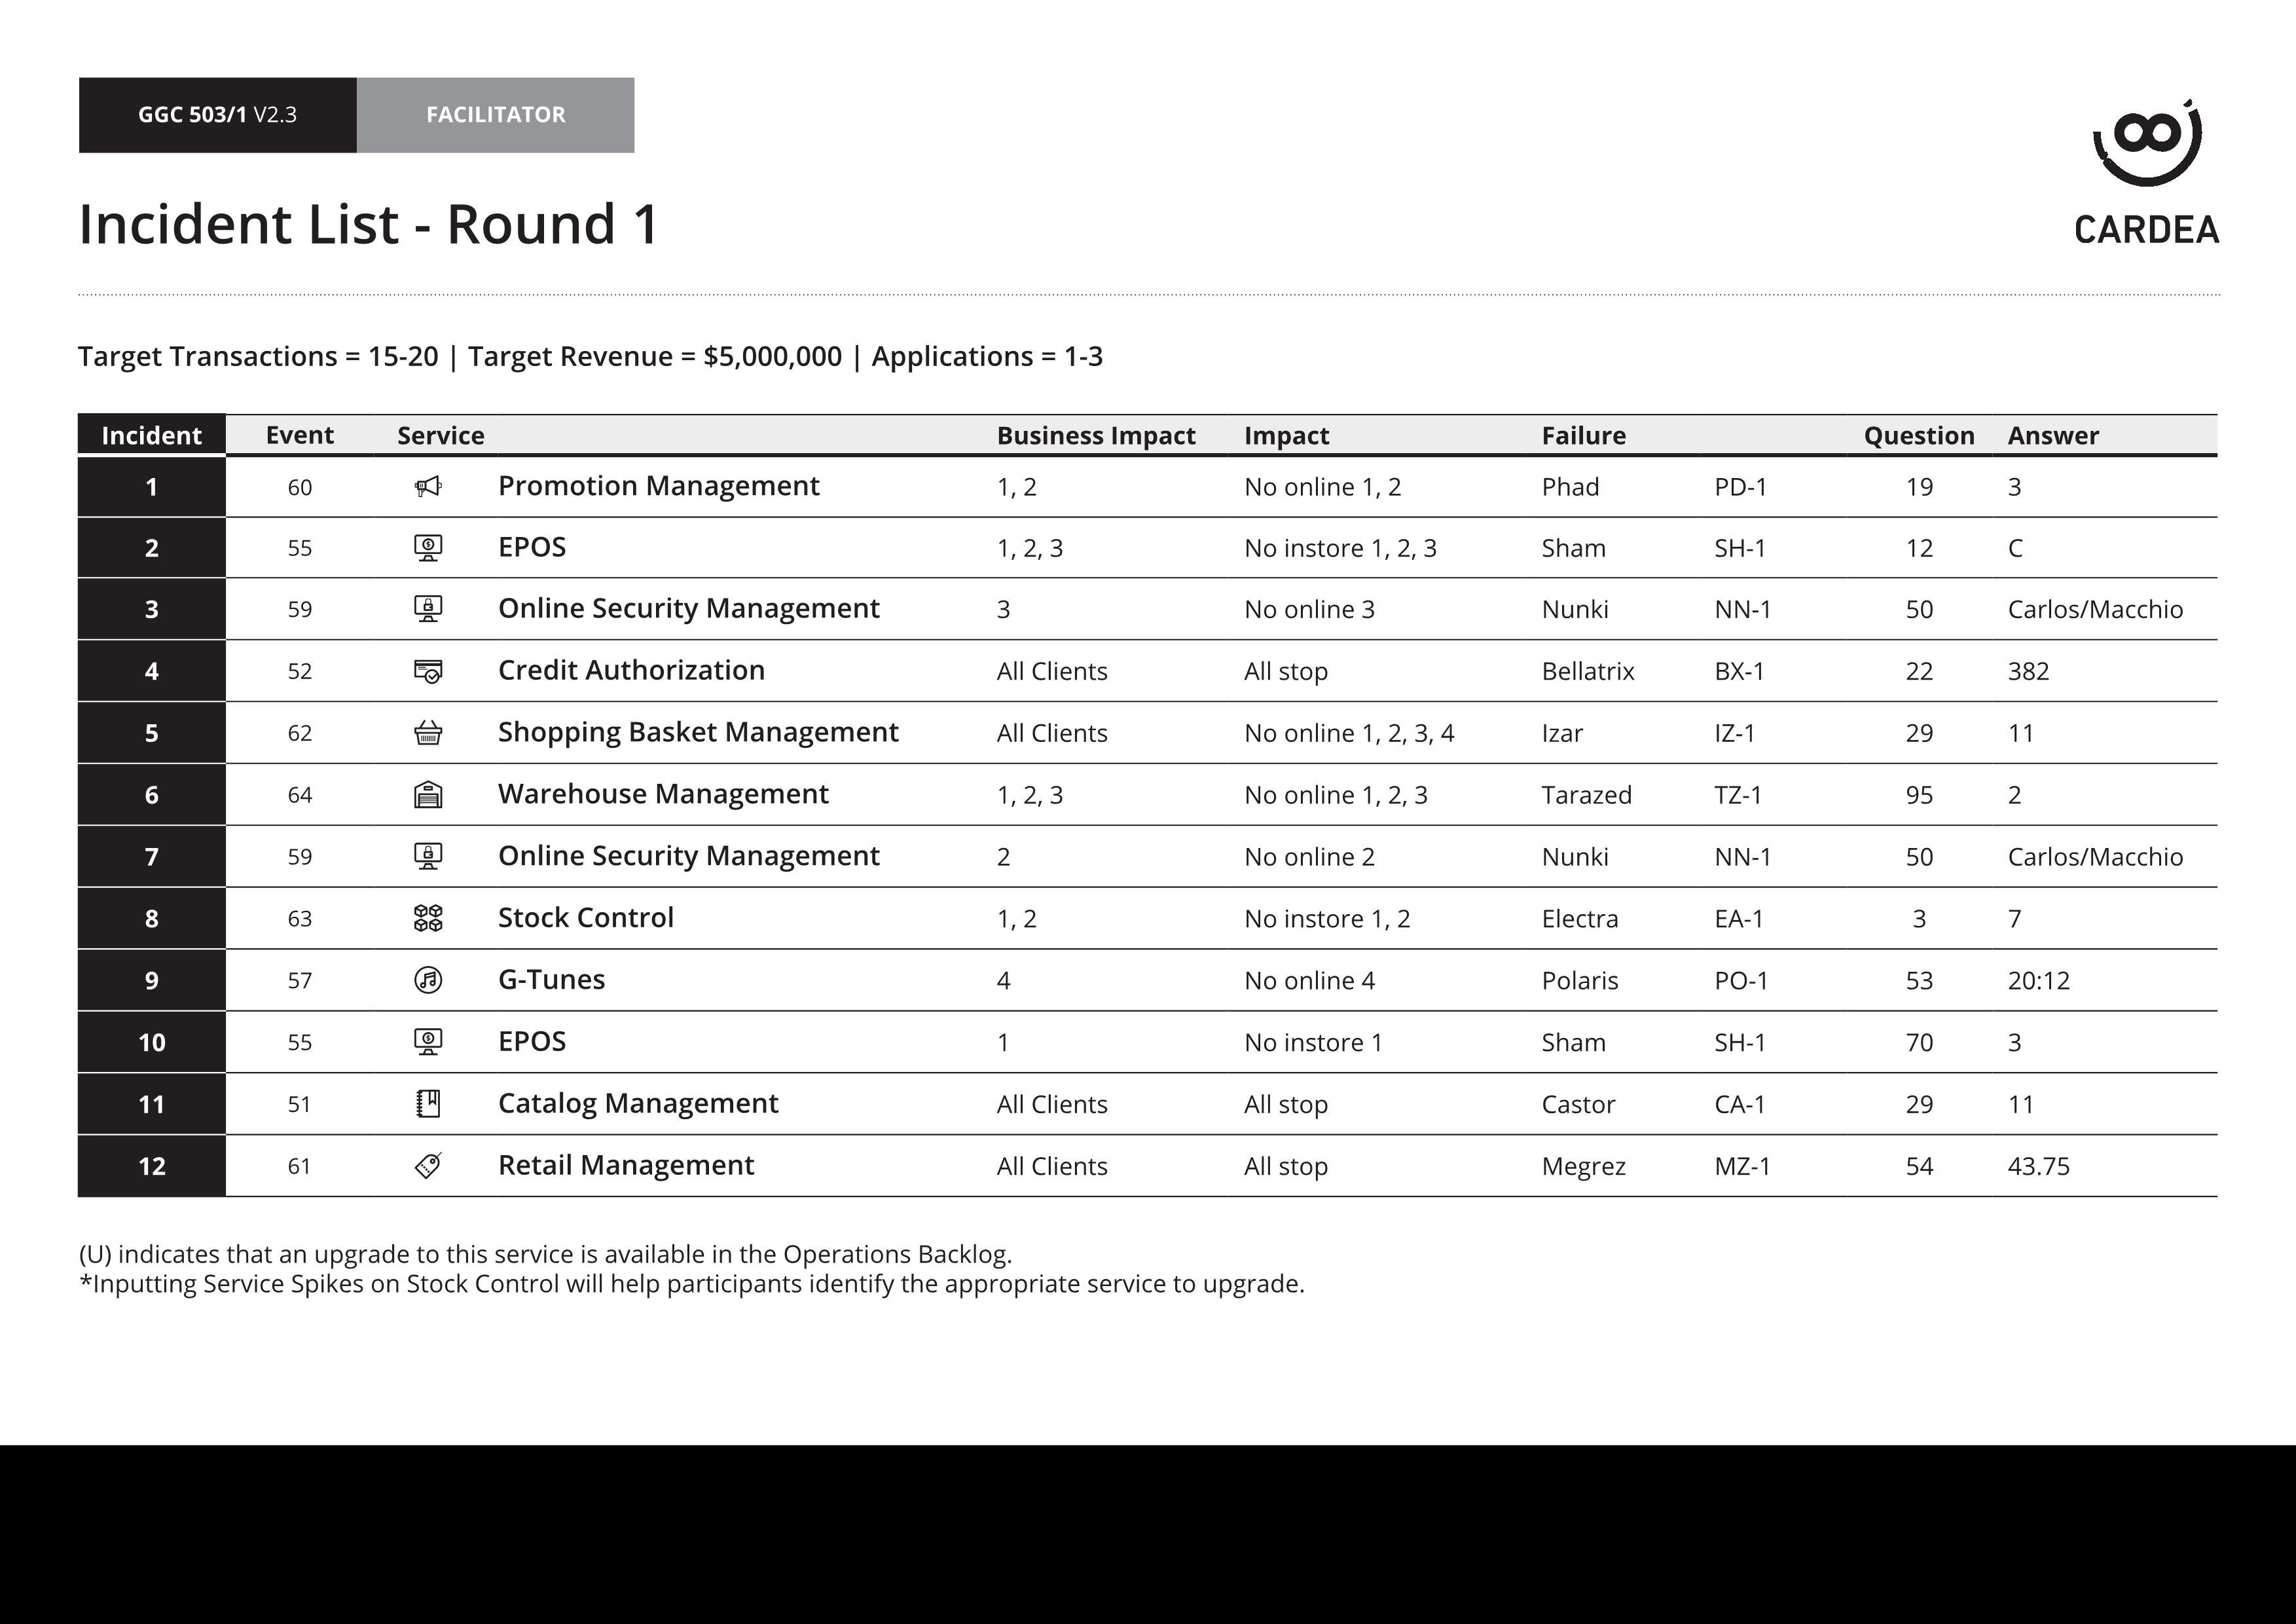 GGC 503/1 V2.3 FACILITATOR
CARDEA
Incident List - Round 1
Target Transactions = 15-20 | Target Revenue = $5,000,000 | Applications = 1-3
Incident Event Service Business Impact Impact Failure Question Answer
1 60 Promotion Management 1, 2 No online 1, 2 Phad PD-1 19 3
2 55 EPOS 1, 2, 3 No instore 1, 2, 3 Sham SH-1 12 C
3 59 Online Security Management 3 No online 3 Nunki NN-1 50 Carlos/Macchio
4 52 Credit Authorization All Clients All stop Bellatrix BX-1 22 382
5 62 Shopping Basket Management All Clients No online 1, 2, 3, 4 Izar IZ-1 29 11
6 64 Warehouse Management 1, 2, 3 No online 1, 2, 3 Tarazed TZ-1 95 2
7 59 Online Security Management 2 No online 2 Nunki NN-1 50 Carlos/Macchio
8 63 Stock Control 1, 2 No instore 1, 2 Electra EA-1 3 7
9 57 G-Tunes 4 No online 4 Polaris PO-1 53 20:12
10 55 EPOS 1 No instore 1 Sham SH-1 70 3
11 51 Catalog Management All Clients All stop Castor CA-1 29 11
12 61 Retail Management All Clients All stop Megrez MZ-1 54 43.75
(U) indicates that an upgrade to this service is available in the Operations Backlog.
*Inputting Service Spikes on Stock Control will help participants identify the appropriate service to upgrade.